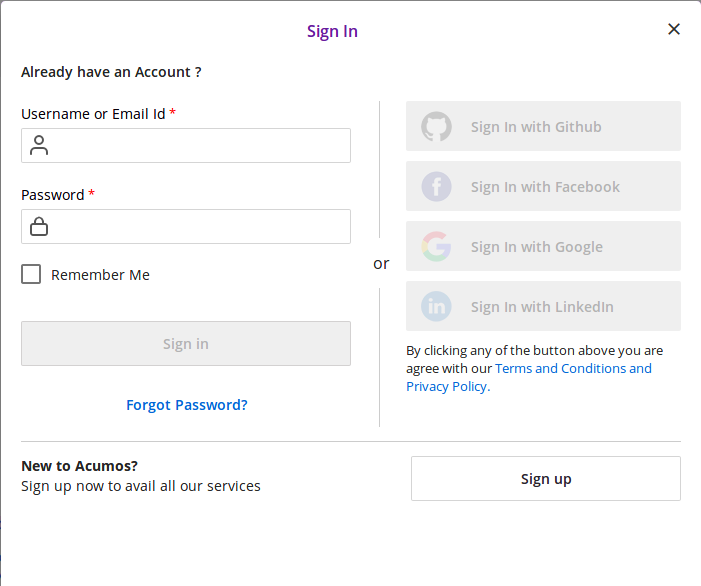 Sign In
Already have an Account ?
Username or Email Id *
Password *
Remember Me
Sign in
Forgot Password?
or
Sign In with Github
Sign In with Facebook
Sign In with Google
Sign In with LinkedIn
By clicking any of the button above you are
agree with our Terms and Conditions and
Privacy Policy.
New to Acumos?
Sign up now to avail all our services
Sign up